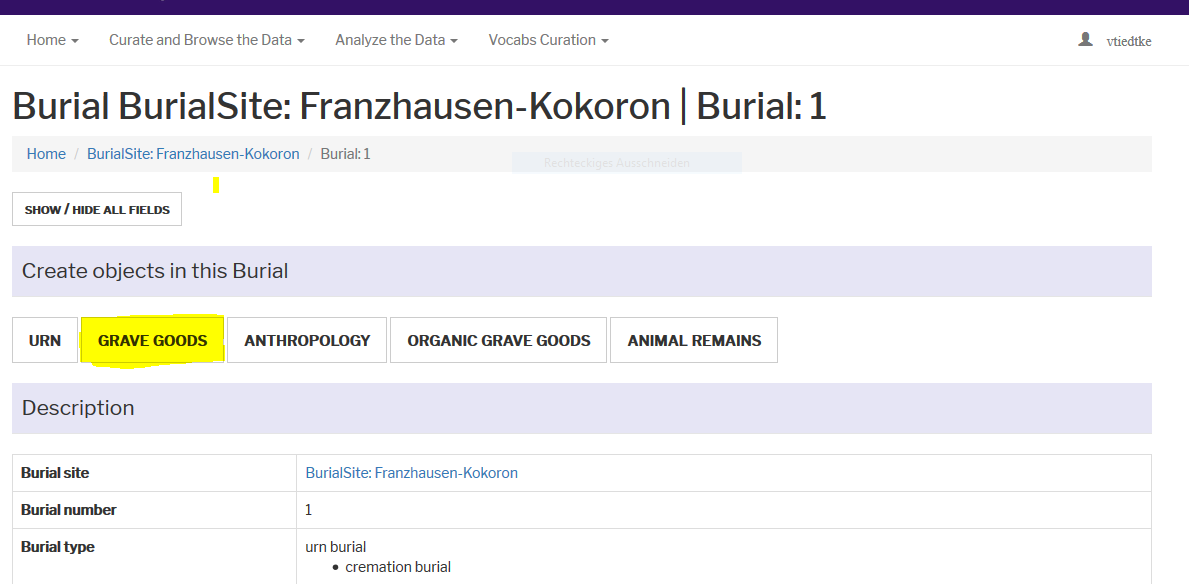 Home Curate and Browse the Data Analyze the Data Vocabs Curation vtiedtke
Burial BurialSite: Franzhausen-Kokoron | Burial: 1
Home / BurialSite: Franzhausen-Kokoron / Burial: 1
Rechteckiges Ausschneiden
SHOW / HIDE ALL FIELDS
Create objects in this Burial
URN GRAVE GOODS ANTHROPOLOGY ORGANIC GRAVE GOODS ANIMAL REMAINS
Description
Burial site BurialSite: Franzhausen-Kokoron
Burial number 1
Burial type urn burial
• cremation burial